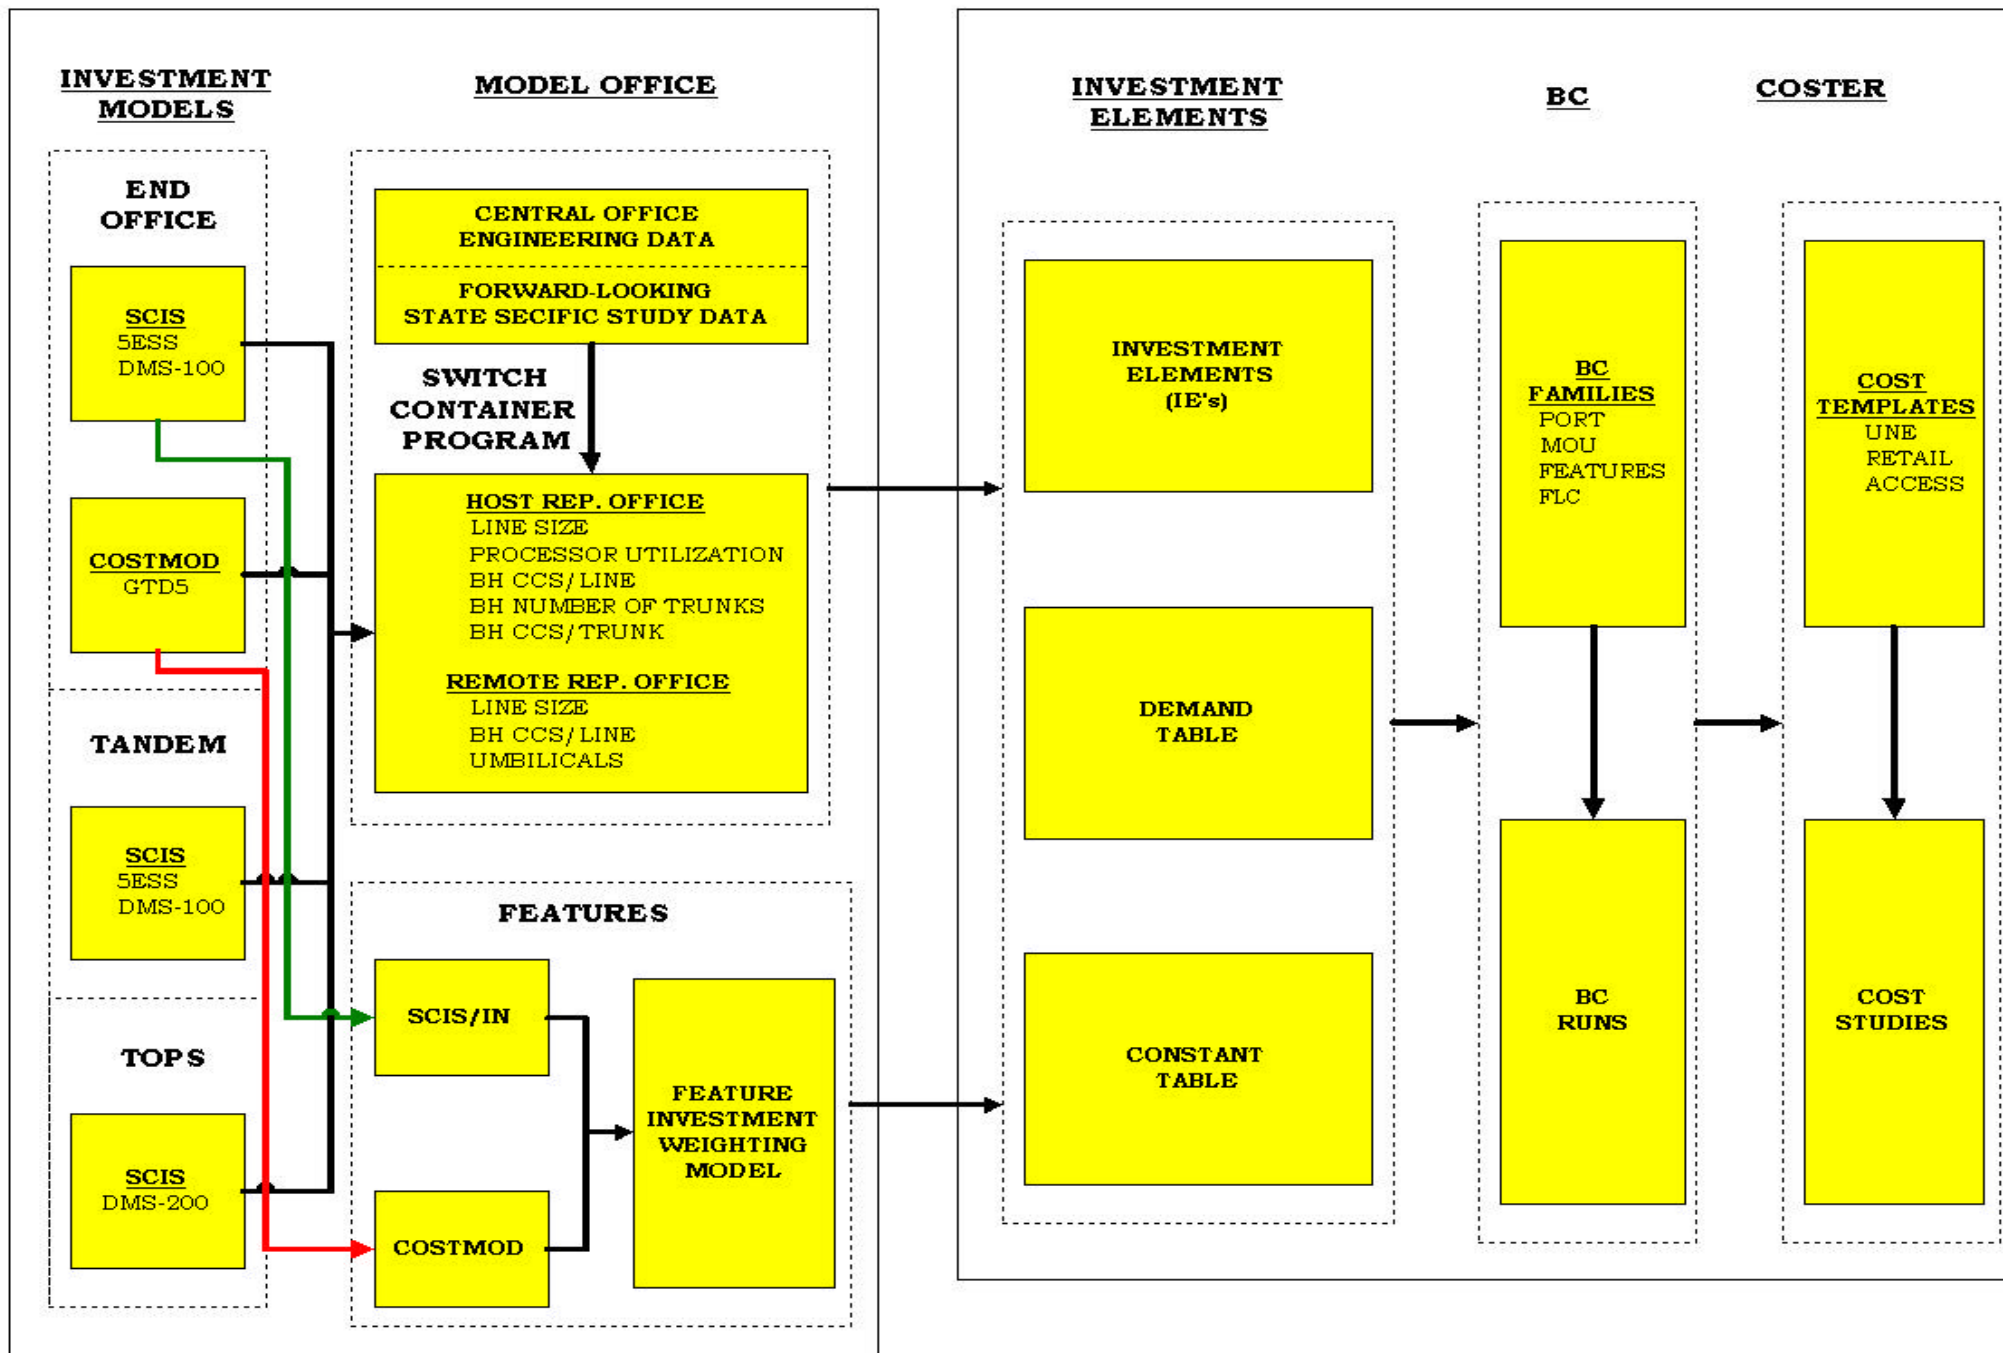 INVESTMENT
MODELS
END
OFFICE
SCIS
5ESS
DMS-100
COSTMOD
GTD5
TANDEM
SCIS
5ESS
DMS-100
TOPS
SCIS
DMS-200
MODEL OFFICE
CENTRAL OFFICE
ENGINEERING DATA
FORWARD-LOOKING
STATE SECIFIC STUDY DATA
SWITCH
CONTAINER
PROGRAM
HOST REP. OFFICE
LINE SIZE
PROCESSOR UTILIZATION
BH CCS/LINE
BH NUMBER OF TRUNKS
BH CCS/TRUNK
REMOTE REP. OFFICE
LINE SIZE
BH CCS/LINE
UMBILICALS
FEATURES
SCIS/IN
COSTMOD
FEATURE
INVESTMENT
WEIGHTING
MODEL
INVESTMENT
ELEMENTS
INVESTMENT
ELEMENTS
(IE's)
DEMAND
TABLE
CONSTANT
TABLE
BC
BC
FAMILIES
PORT
MOU
FEATURES
FLC
BC
RUNS
COSTER
COST
TEMPLATES
UNE
RETAIL
ACCESS
COST
STUDIES